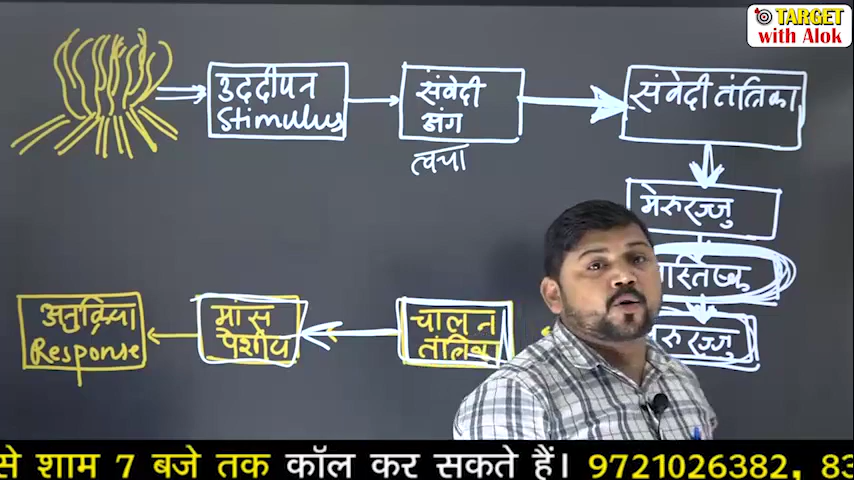 TARGET
with Alok
उद्दीपन
Stimulus
संवेदी
अंग
त्वचा
संवेदी तंत्रिका
मेरुरज्जु
चालन
मांस
पेशीय
अनुक्रिया
Response
से शाम 7 बजे तक कॉल कर सकते हैं। 9721026382, 83